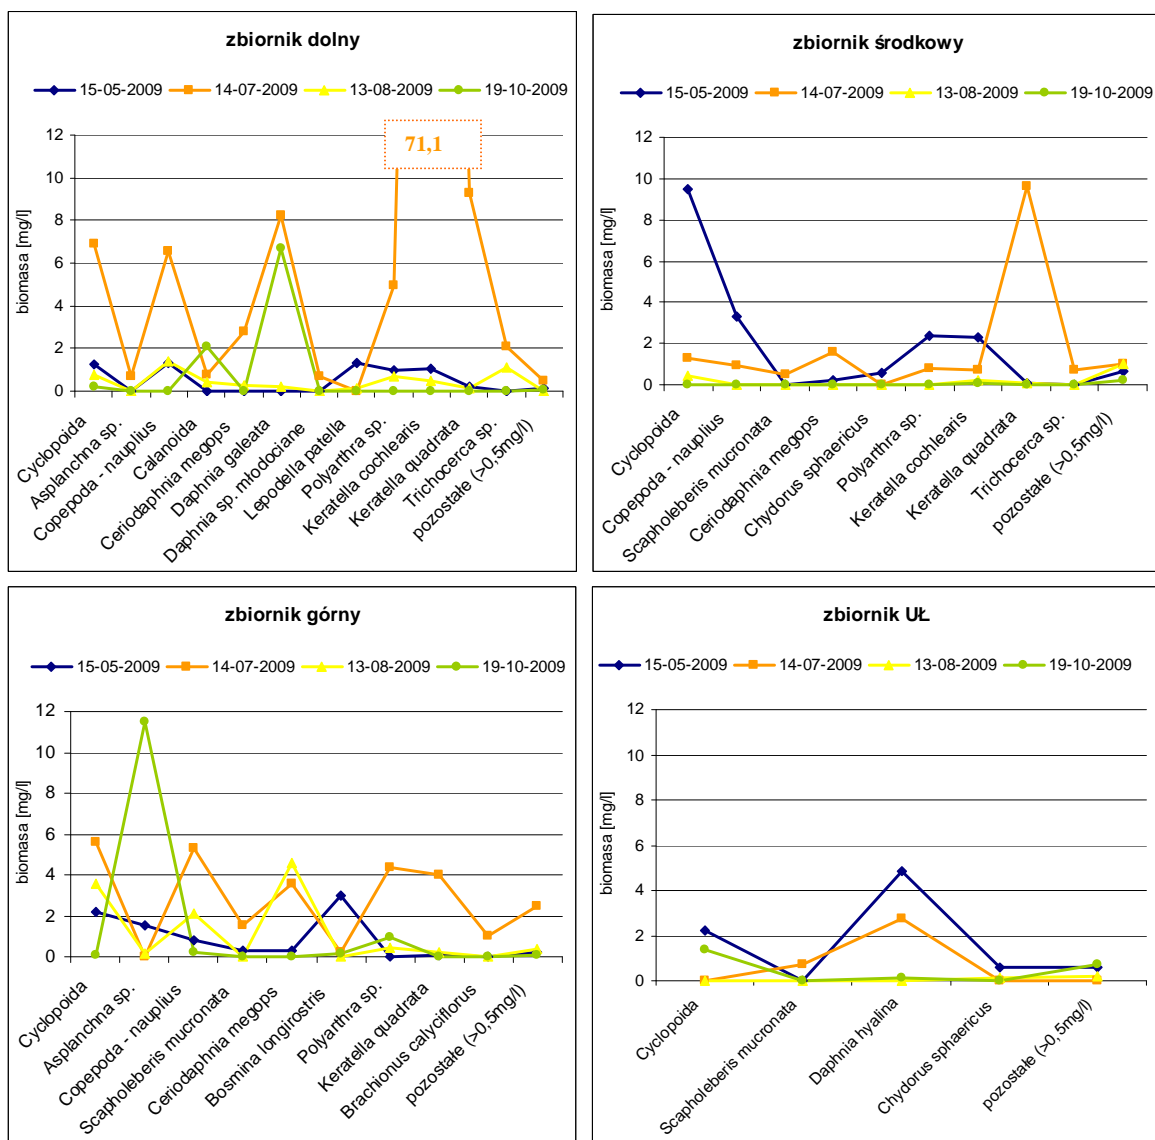 zbiornik dolny
15-05-2009 14-07-2009 13-08-2009 19-10-2009
71,1
12
10
8
6
4
2
0
biomasa [mg/l]
Cyclopoida
Asplanchna sp.
Copepoda - nauplius
Calanoida
Ceriodaphnia megops
Daphnia galeata
Daphnia sp. młodociane
Lepodella patella
Polyarthra sp.
Keratella cochlearis
Keratella quadrata
Trichocerca sp.
pozostałe (>0,5mg/l)
zbiornik środkowy
15-05-2009 14-07-2009 13-08-2009 19-10-2009
12
10
8
6
4
2
0
biomasa [mg/l]
Cyclopoida
Copepoda - nauplius
Scapholeberis mucronata
Ceriodaphnia megops
Chydorus sphaericus
Polyarthra sp.
Keratella cochlearis
Keratella quadrata
Trichocerca sp.
pozostałe (>0,5mg/l)
zbiornik górny
15-05-2009 14-07-2009 13-08-2009 19-10-2009
12
10
8
6
4
2
0
biomasa [mg/l]
Cyclopoida
Asplanchna sp.
Copepoda - nauplius
Scapholeberis mucronata
Ceriodaphnia megops
Bosmina longirostris
Polyarthra sp.
Keratella quadrata
Brachionus calyciflorus
pozostałe (>0,5mg/l)
zbiornik UŁ
15-05-2009 14-07-2009 13-08-2009 19-10-2009
12
10
8
6
4
2
0
biomasa [mg/l]
Cyclopoida
Scapholeberis mucronata
Daphnia hyalina
Chydorus sphaericus
pozostałe (>0,5mg/l)